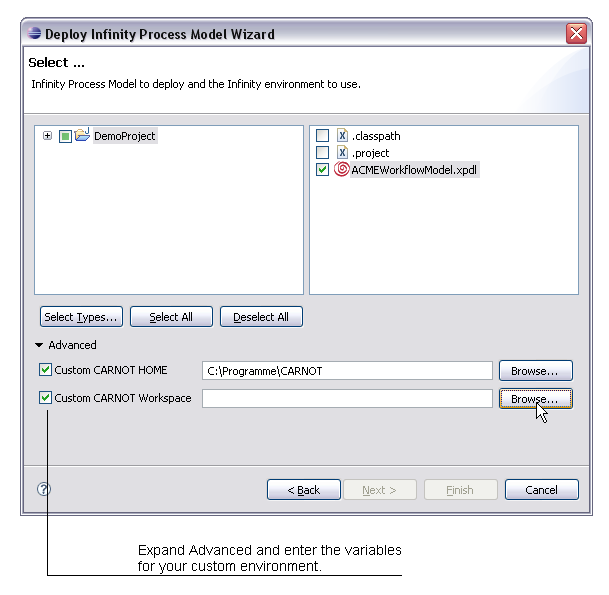 Deploy Infinity Process Model Wizard
Select ...
Infinity Process Model to deploy and the Infinity environment to use.
DemoProject
.classpath
.project
ACMEWorkflowModel.xpdl
Select Types...
Select All
Deselect All
Advanced
Custom CARNOT HOME
C:\Programme\CARNOT
Browse...
Custom CARNOT Workspace
Browse...
< Back
Next >
Finish
Cancel
Expand Advanced and enter the variables
for your custom environment.